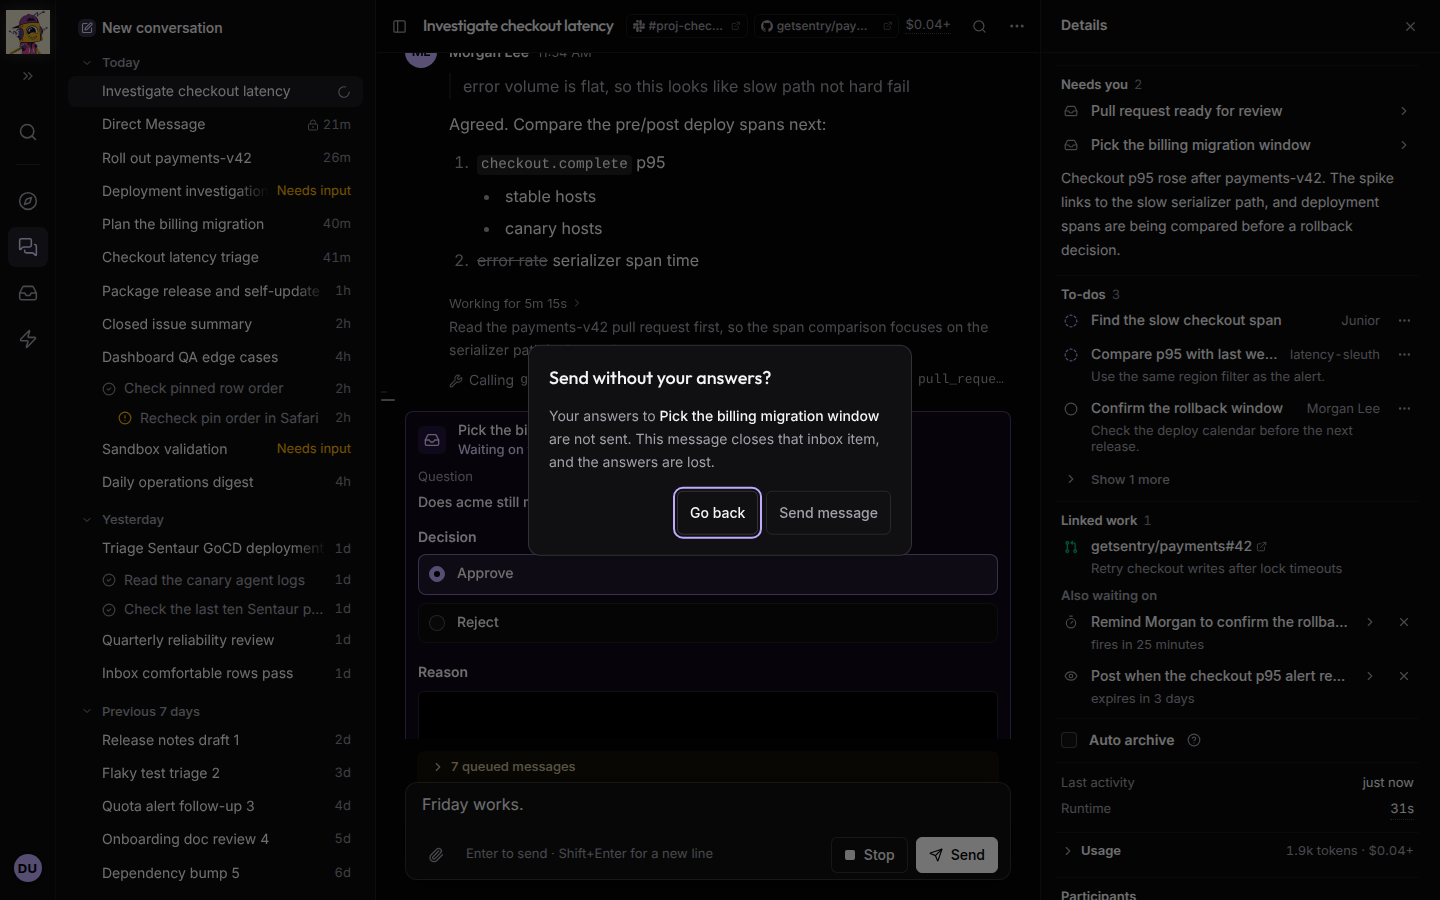 New conversation
Today
Investigate checkout latency
Direct Message 21m
Roll out payments-v42 26m
Deployment investigation Needs input
Plan the billing migration 40m
Checkout latency triage 41m
Package release and self-update 1h
Closed issue summary 2h
Dashboard QA edge cases 4h
Check pinned row order 2h
Recheck pin order in Safari 2h
Sandbox validation Needs input
Daily operations digest 4h
Yesterday
Triage Sentaur GoCD deployment 1d
Read the canary agent logs 1d
Check the last ten Sentaur p... 1d
Quarterly reliability review 1d
Inbox comfortable rows pass 1d
Previous 7 days
Release notes draft 1 2d
Flaky test triage 2 3d
Quota alert follow-up 3 4d
Onboarding doc review 4 5d
Dependency bump 5 6d
DU
Investigate checkout latency #proj-chec... getsentry/pay... $0.04+
Morgan Lee 11:54 AM
error volume is flat, so this looks like slow path not hard fail
Agreed. Compare the pre/post deploy spans next:
1. checkout.complete p95
• stable hosts
• canary hosts
2. error rate serializer span time
Working for 5m 15s
Read the payments-v42 pull request first, so the span comparison focuses on the
serializer pat
Calling g pull_reque...
Pick the bi
Waiting on
Question
Does acme still r
Decision
Approve
Reject
Reason
7 queued messages
Friday works.
Enter to send · Shift+Enter for a new line
Stop
Send
Send without your answers?
Your answers to Pick the billing migration window
are not sent. This message closes that inbox item,
and the answers are lost.
Go back
Send message
Details
Needs you 2
Pull request ready for review
Pick the billing migration window
Checkout p95 rose after payments-v42. The spike
links to the slow serializer path, and deployment
spans are being compared before a rollback
decision.
To-dos 3
Find the slow checkout span Junior
Compare p95 with last we... latency-sleuth
Use the same region filter as the alert.
Confirm the rollback window Morgan Lee
Check the deploy calendar before the next
release.
Show 1 more
Linked work 1
getsentry/payments#42
Retry checkout writes after lock timeouts
Also waiting on
Remind Morgan to confirm the rollba...
fires in 25 minutes
Post when the checkout p95 alert re...
expires in 3 days
Auto archive
Last activity just now
Runtime 31s
Usage 1.9k tokens · $0.04+
Participants